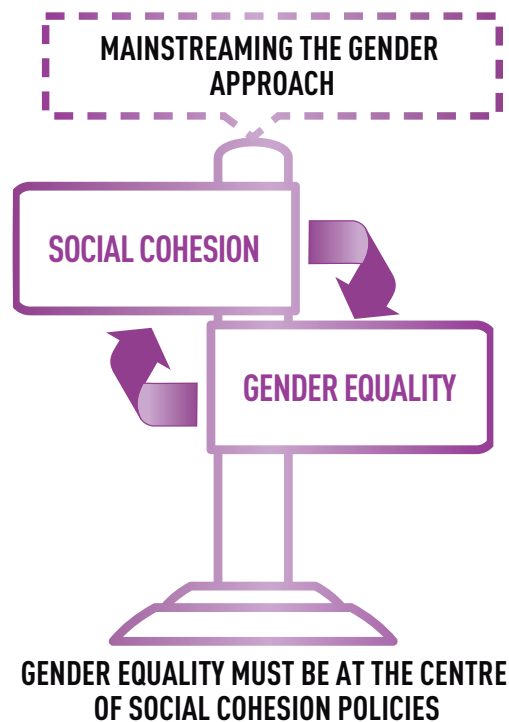 MAINSTREAMING THE GENDER
APPROACH
SOCIAL COHESION
GENDER EQUALITY
GENDER EQUALITY MUST BE AT THE CENTRE
OF SOCIAL COHESION POLICIES